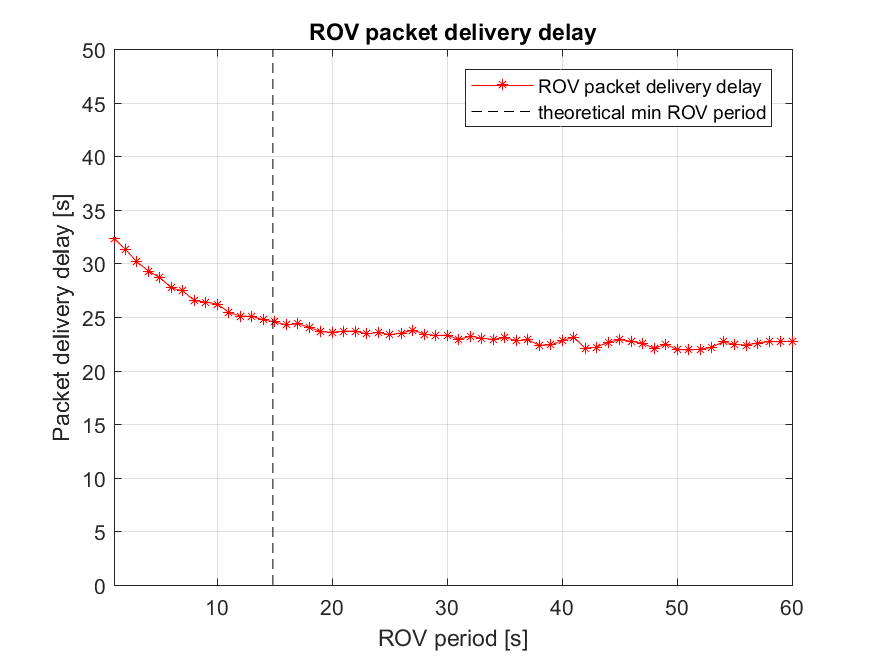 ROV packet delivery delay
50
45
40
35
30
25
20
15
10
5
0
Packet delivery delay [s]
ROV packet delivery delay
theoretical min ROV period
10 20 30 40 50 60
ROV period [s]